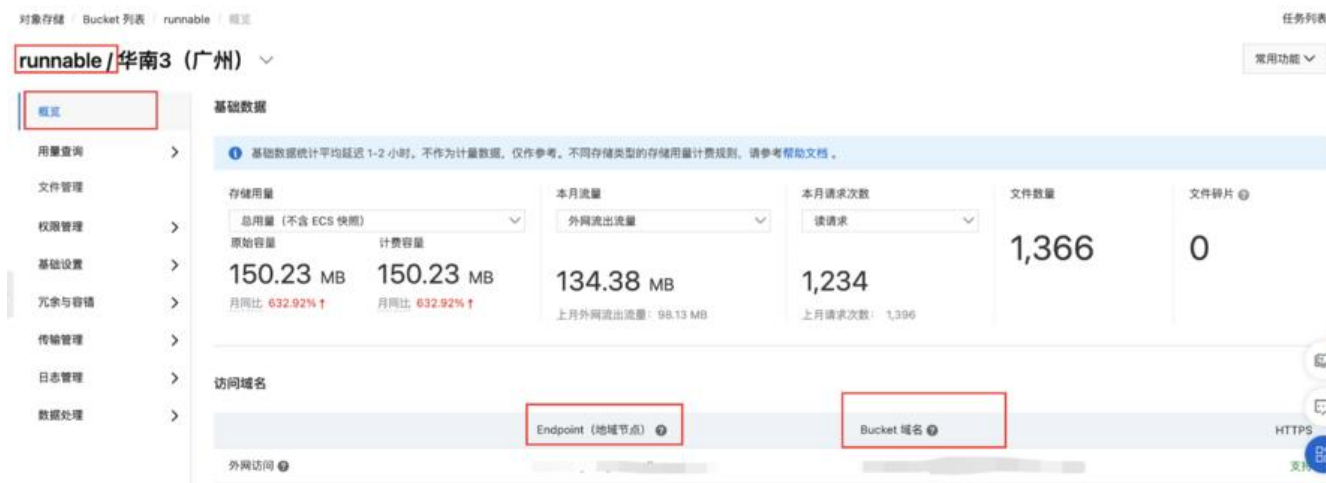 对象存储 / Bucket 列表 / runnable / 概览
任务列表
runnable / 华南3（广州）
常用功能
概览
用量查询
文件管理
权限管理
基础设置
冗余与容错
传输管理
日志管理
数据处理
基础数据
基础数据统计平均延迟 1-2 小时。不作为计量数据，仅作参考。不同存储类型的存储用量计费规则，请参考帮助文档 。
存储用量
总用量（不含 ECS 快照）
原始容量 计费容量
150.23 MB 150.23 MB
月同比 632.92% ↑ 月同比 632.92% ↑
本月流量
外网流出流量
134.38 MB
上月外网流出流量：98.13 MB
本月请求次数
读请求
1,234
上月请求次数： 1,396
文件数量
1,366
文件碎片
0
访问域名
Endpoint（地域节点） Bucket 域名 HTTPS
外网访问 支持